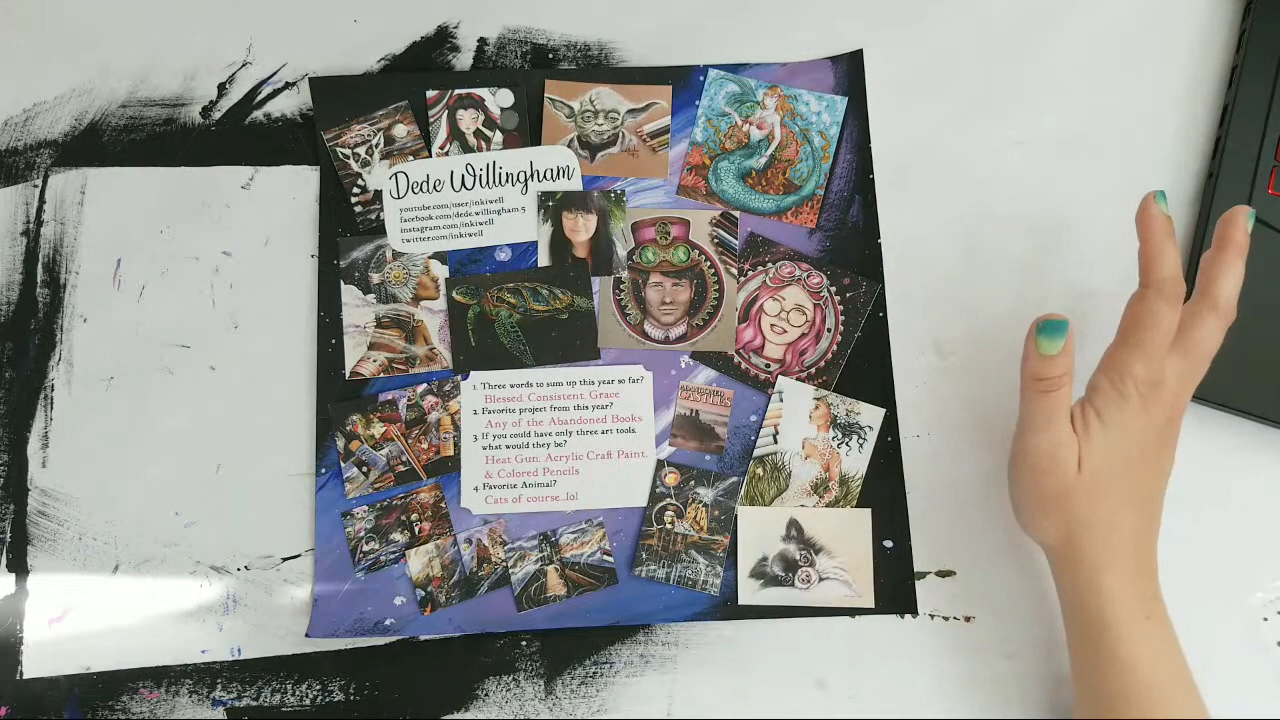 Dede Willingham
youtube.com/user/inkiwell
facebook.com/dede.willingham.5
instagram.com/inkiwell
twitter.com/inkiwell
1. Three words to sum up this year so far?
Blessed, Consistent, Grace
2. Favorite project from this year?
Any of the Abandoned Books
3. If you could have only three art tools,
what would they be?
Heat Gun, Acrylic Craft Paint,
& Colored Pencils
4. Favorite Animal?
Cats of course..lol
ABANDONED
CASTLES